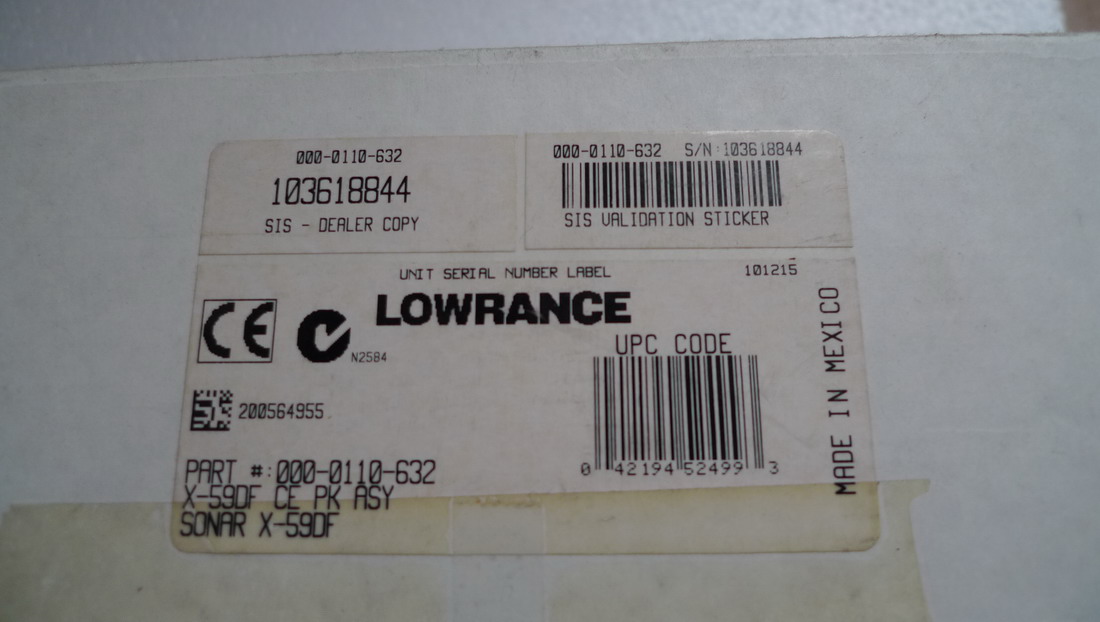 000-0110-632
103618844
SIS - DEALER COPY
000-0110-632 S/N:103618844
SIS VALIDATION STICKER
UNIT SERIAL NUMBER LABEL
101215
CE
N2584
LOWRANCE
UPC CODE
0 42194 52499 3
MADE IN MEXICO
200564955
PART #:000-0110-632
X-59DF CE PK ASY
SONAR X-59DF